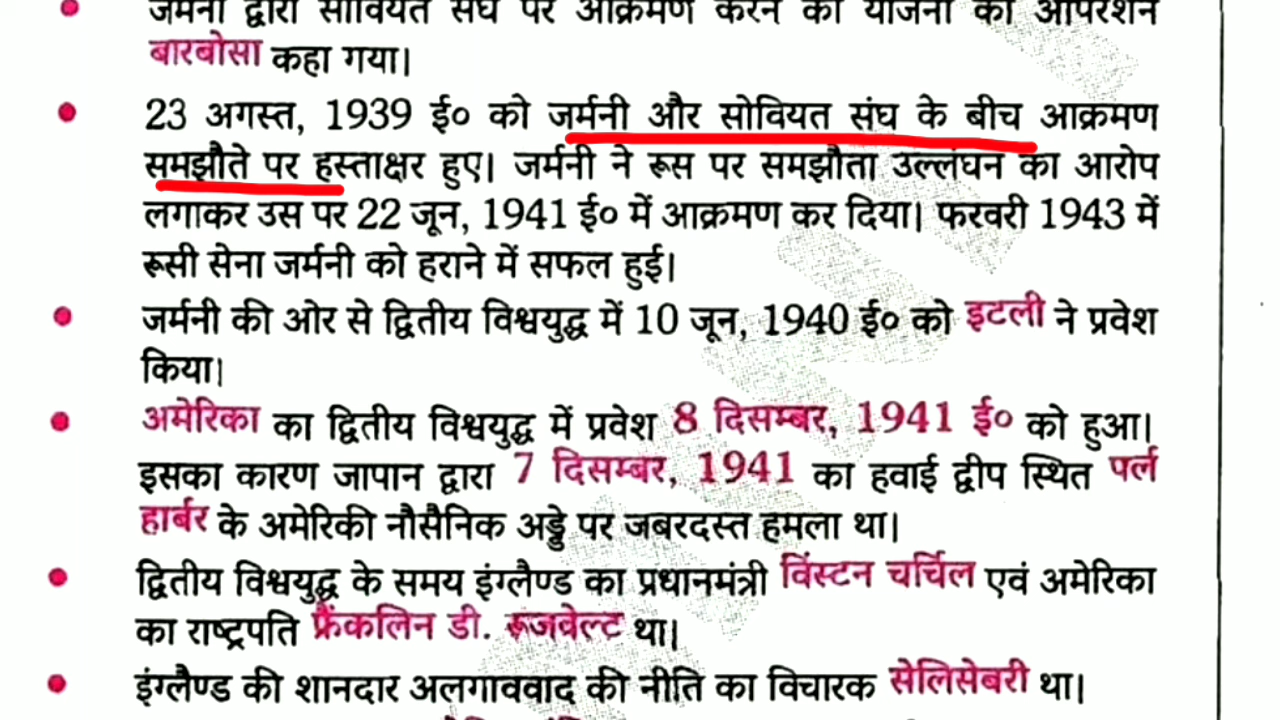 जर्मनी द्वारा सोवियत संघ पर आक्रमण करने की योजना को ऑपरेशन
बारबोसा कहा गया।
23 अगस्त, 1939 ई० को जर्मनी और सोवियत संघ के बीच आक्रमण
समझौते पर हस्ताक्षर हुए। जर्मनी ने रूस पर समझौता उल्लंघन का आरोप
लगाकर उस पर 22 जून, 1941 ई० में आक्रमण कर दिया। फरवरी 1943 में
रूसी सेना जर्मनी को हराने में सफल हुई।
जर्मनी की ओर से द्वितीय विश्वयुद्ध में 10 जून, 1940 ई० को इटली ने प्रवेश
किया।
अमेरिका का द्वितीय विश्वयुद्ध में प्रवेश 8 दिसम्बर, 1941 ई० को हुआ।
इसका कारण जापान द्वारा 7 दिसम्बर, 1941 का हवाई द्वीप स्थित पर्ल
हार्बर के अमेरिकी नौसैनिक अड्डे पर जबरदस्त हमला था।
द्वितीय विश्वयुद्ध के समय इंग्लैण्ड का प्रधानमंत्री विंस्टन चर्चिल एवं अमेरिका
का राष्ट्रपति फ्रैंकलिन डी. रूजवेल्ट था।
इंग्लैण्ड की शानदार अलगाववाद की नीति का विचारक सेलिसेबरी था।